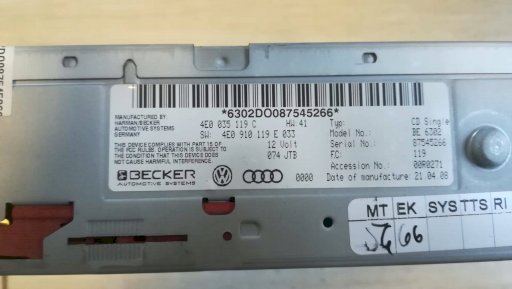 *6302DO087545266*
MANUFACTURED BY
HARMAN/BECKER
AUTOMOTIVE SYSTEMS
GERMANY
4E0 035 119 C HW:41 Typ: CD Single
SW: 4E0 910 119 E 033 Model No.: BE 6302
THIS DEVICE COMPLIES WITH PART 15 OF 12 Volt Serial No.: 87545266
THE FCC RULES. OPERATION IS SUBJECT TO
THE CONDITION THAT THIS DEVICE DOES 074 JTB F.C: 119
NOT CAUSE HARMFUL INTERFERENCE.
Accession No.: 00R0271
BECKER 0000 Date of manufacture: 21.04.08
AUTOMOTIVE SYSTEMS
MT EK SYS TTS RI
66